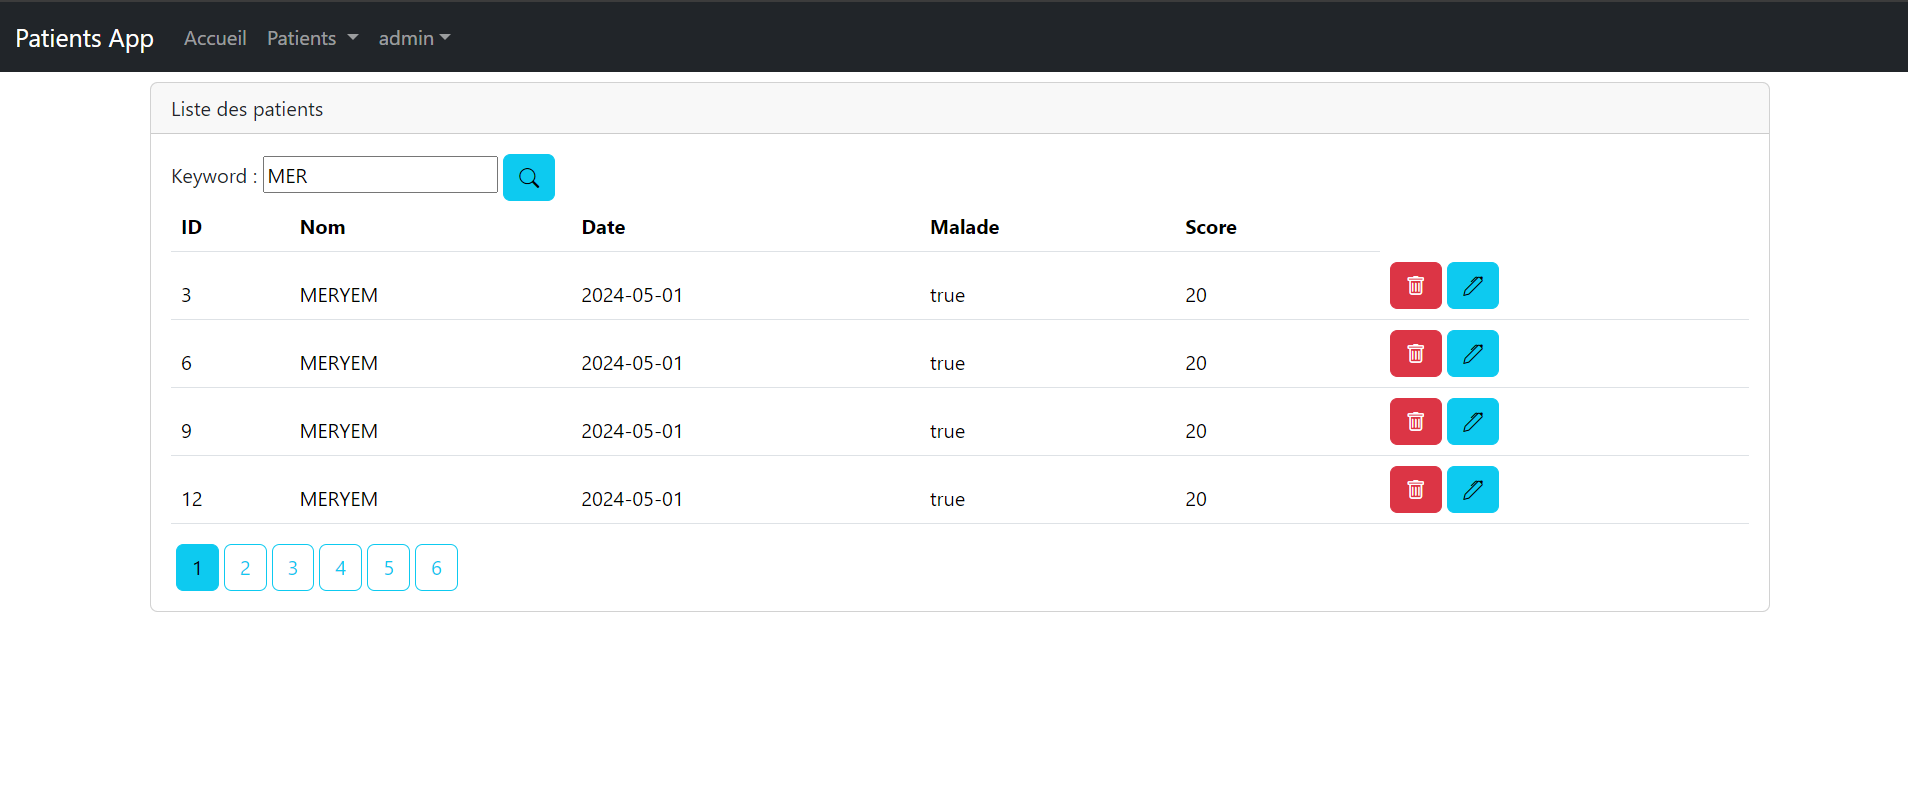 Patients App Accueil Patients admin
Liste des patients
Keyword : MER
ID Nom Date Malade Score
3 MERYEM 2024-05-01 true 20
6 MERYEM 2024-05-01 true 20
9 MERYEM 2024-05-01 true 20
12 MERYEM 2024-05-01 true 20
1 2 3 4 5 6